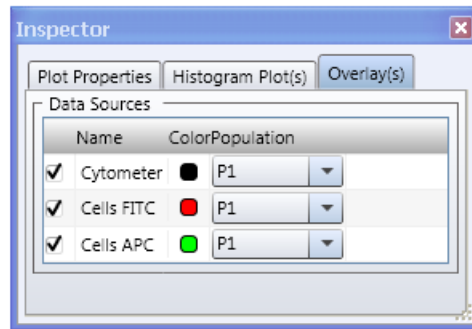 Inspector
Plot Properties Histogram Plot(s) Overlay(s)
Data Sources
Name ColorPopulation
Cytometer P1
Cells FITC P1
Cells APC P1